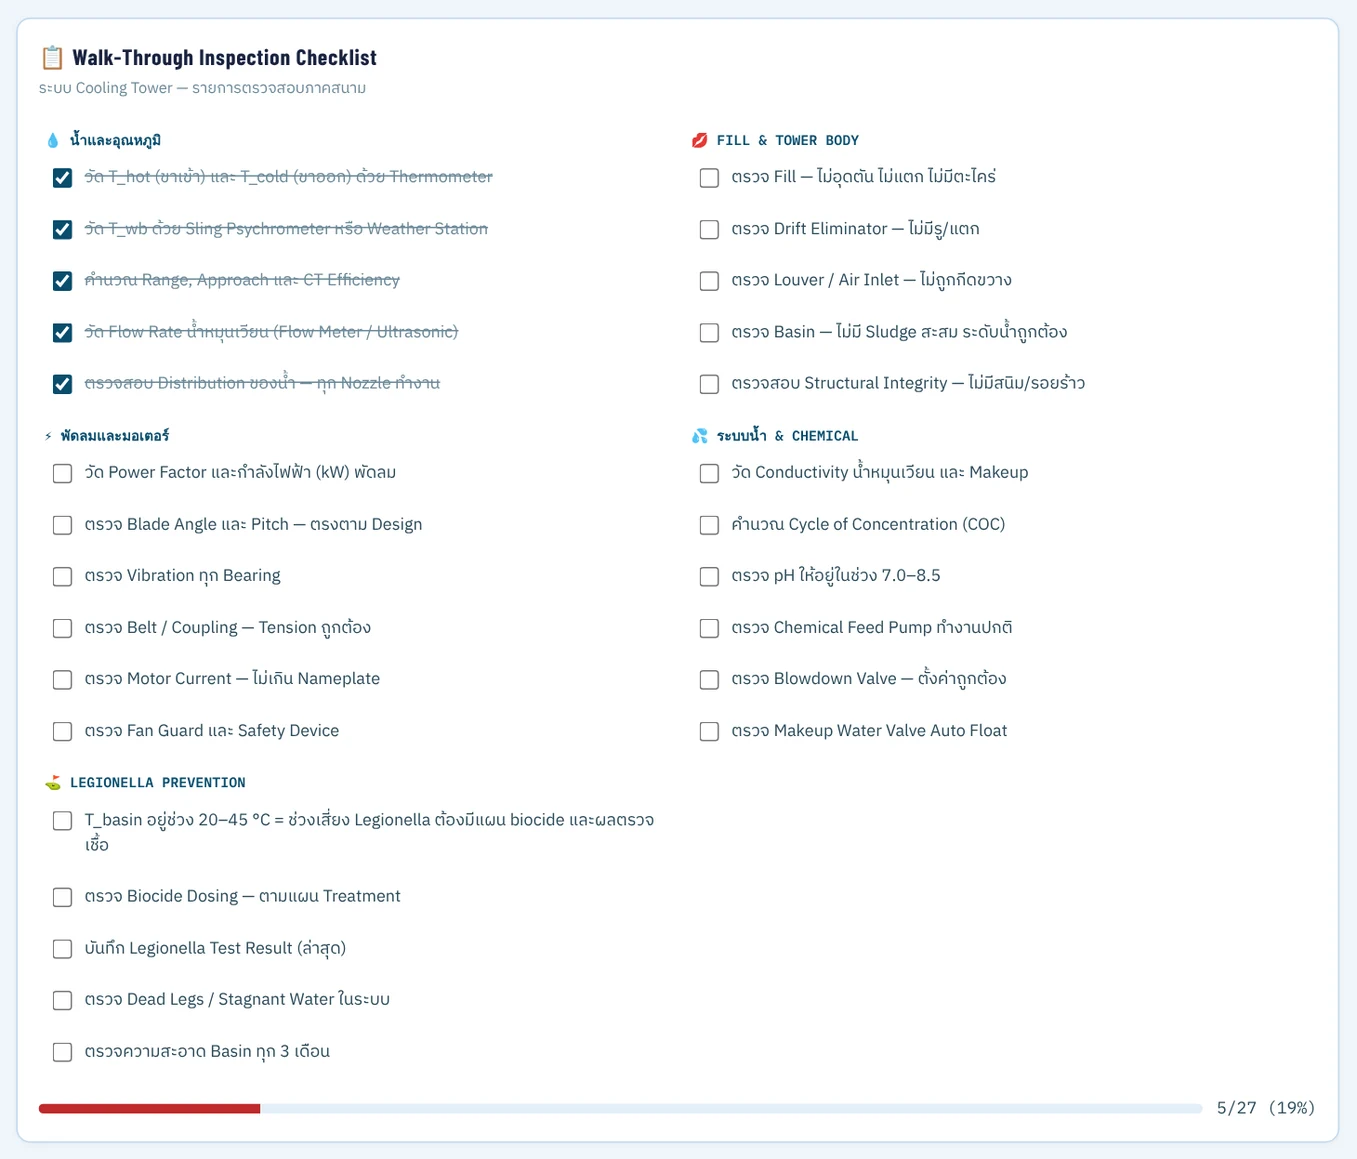 Walk-Through Inspection Checklist
ระบบ Cooling Tower — รายการตรวจสอบภาคสนาม
น้ำและอุณหภูมิ
วัด T_hot (ขาเข้า) และ T_cold (ขาออก) ด้วย Thermometer
วัด T_wb ด้วย Sling Psychrometer หรือ Weather Station
คำนวณ Range, Approach และ CT Efficiency
วัด Flow Rate น้ำหมุนเวียน (Flow Meter / Ultrasonic)
ตรวจสอบ Distribution ของน้ำ — ทุก Nozzle ทำงาน
FILL & TOWER BODY
ตรวจ Fill — ไม่อุดตัน ไม่แตก ไม่มีตะไคร่
ตรวจ Drift Eliminator — ไม่มีรู/แตก
ตรวจ Louver / Air Inlet — ไม่ถูกกีดขวาง
ตรวจ Basin — ไม่มี Sludge สะสม ระดับน้ำถูกต้อง
ตรวจสอบ Structural Integrity — ไม่มีสนิม/รอยร้าว
พัดลมและมอเตอร์
วัด Power Factor และกำลังไฟฟ้า (kW) พัดลม
ตรวจ Blade Angle และ Pitch — ตรงตาม Design
ตรวจ Vibration ทุก Bearing
ตรวจ Belt / Coupling — Tension ถูกต้อง
ตรวจ Motor Current — ไม่เกิน Nameplate
ตรวจ Fan Guard และ Safety Device
ระบบน้ำ & CHEMICAL
วัด Conductivity น้ำหมุนเวียน และ Makeup
คำนวณ Cycle of Concentration (COC)
ตรวจ pH ให้อยู่ในช่วง 7.0–8.5
ตรวจ Chemical Feed Pump ทำงานปกติ
ตรวจ Blowdown Valve — ตั้งค่าถูกต้อง
ตรวจ Makeup Water Valve Auto Float
LEGIONELLA PREVENTION
T_basin อยู่ช่วง 20–45 °C = ช่วงเสี่ยง Legionella ต้องมีแผน biocide และผลตรวจ
เชื้อ
ตรวจ Biocide Dosing — ตามแผน Treatment
บันทึก Legionella Test Result (ล่าสุด)
ตรวจ Dead Legs / Stagnant Water ในระบบ
ตรวจความสะอาด Basin ทุก 3 เดือน
5/27 (19%)